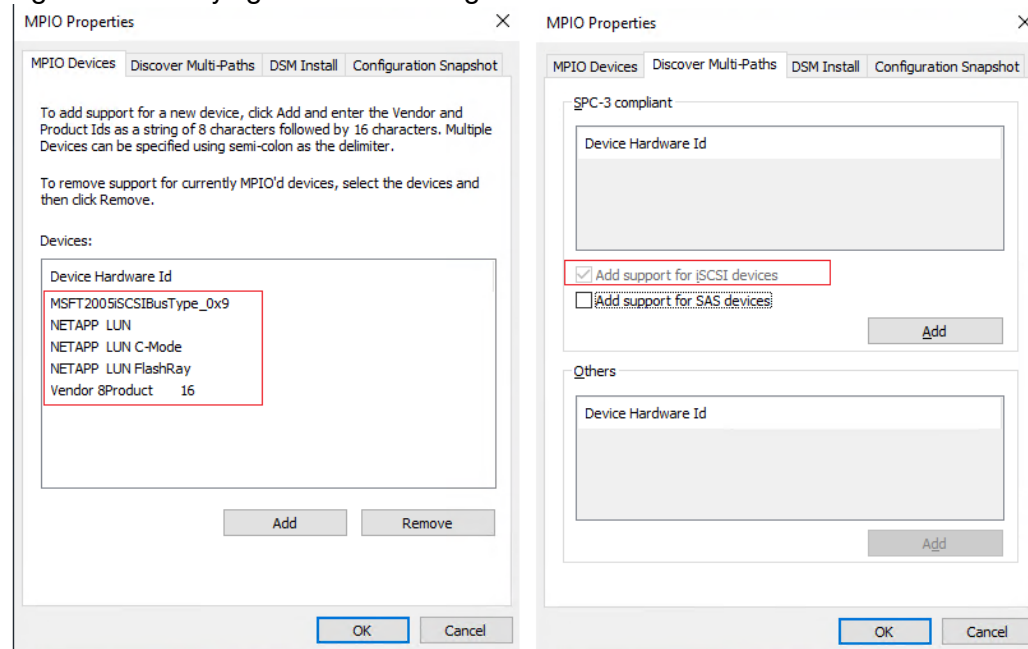 MPIO Properties
MPIO Devices Discover Multi-Paths DSM Install Configuration Snapshot
To add support for a new device, click Add and enter the Vendor and
Product Ids as a string of 8 characters followed by 16 characters. Multiple
Devices can be specified using semi-colon as the delimiter.
To remove support for currently MPIO'd devices, select the devices and
then click Remove.
Devices:
Device Hardware Id
MSFT2005iSCSIBusType_0x9
NETAPP LUN
NETAPP LUN C-Mode
NETAPP LUN FlashRay
Vendor 8Product 16
Add Remove
OK Cancel
MPIO Properties
MPIO Devices Discover Multi-Paths DSM Install Configuration Snapshot
SPC-3 compliant
Device Hardware Id
Add support for iSCSI devices
Add support for SAS devices
Add
Others
Device Hardware Id
Add
OK Cancel